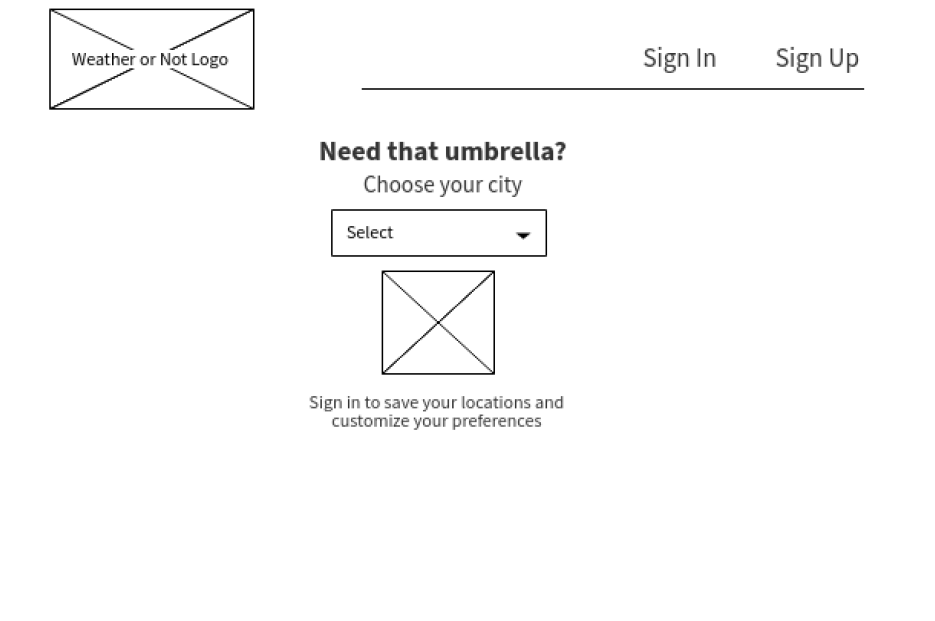 Weather or Not Logo
Sign In
Sign Up
Need that umbrella?
Choose your city
Select
Sign in to save your locations and
customize your preferences